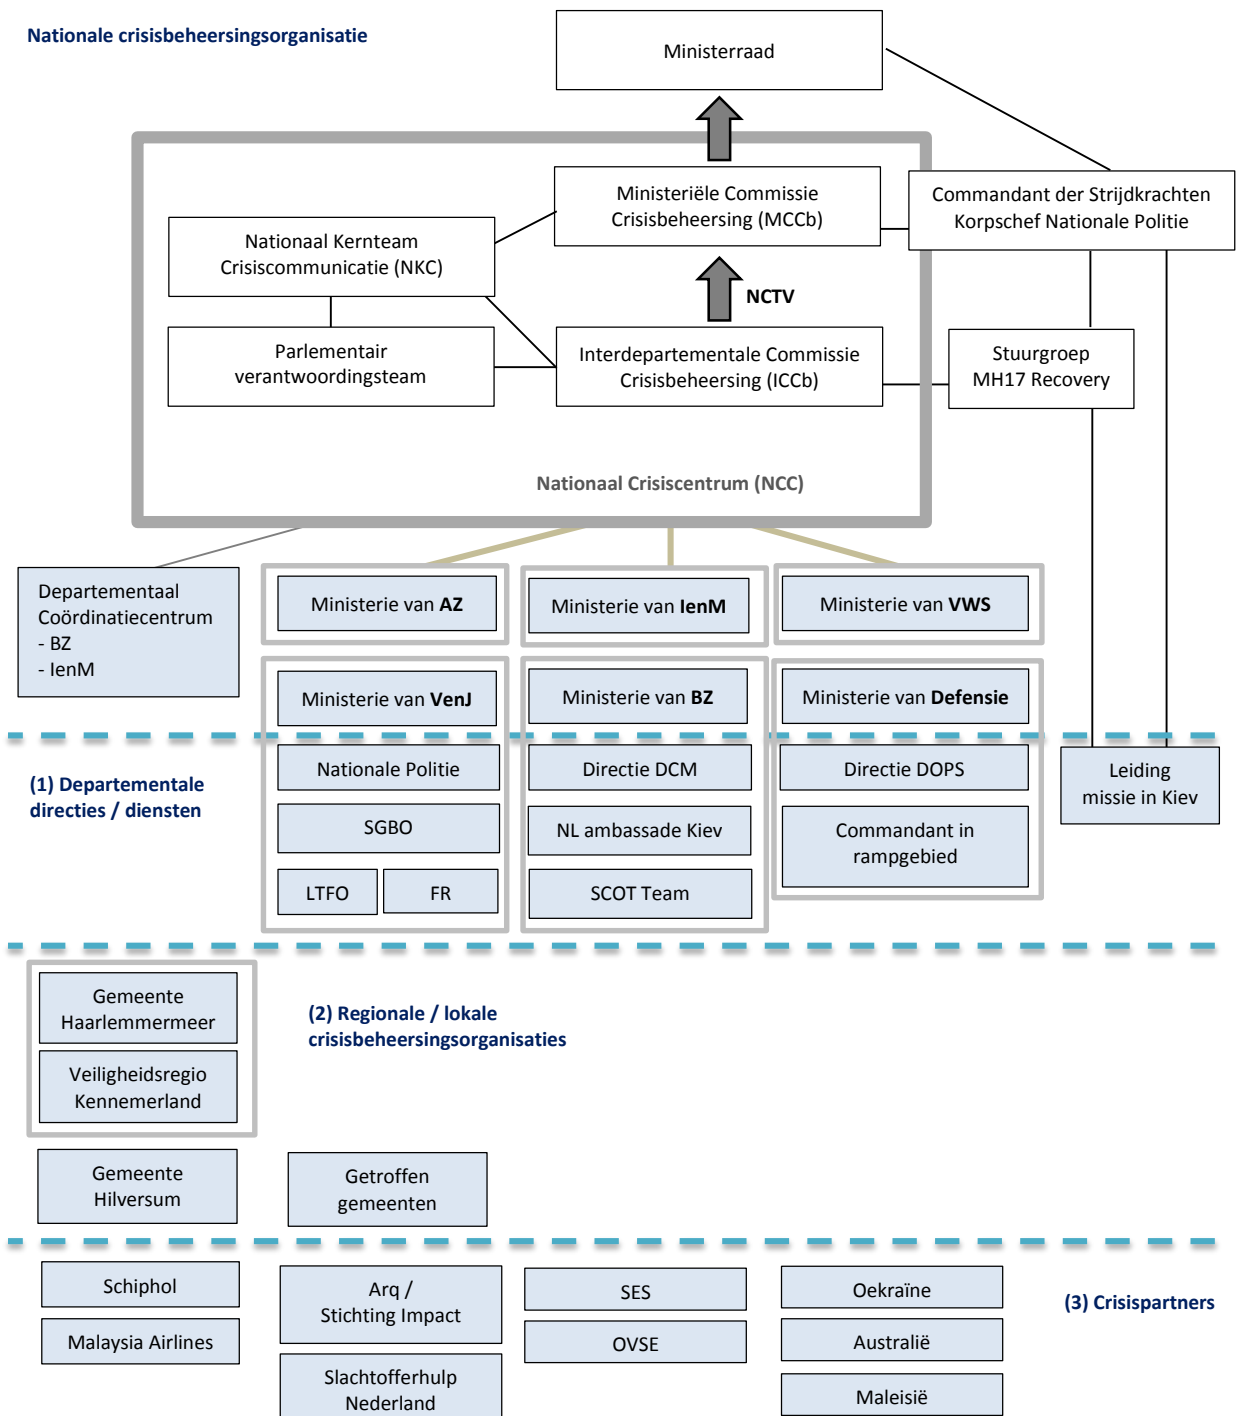 Nationale crisisbeheersingsorganisatie
Ministerraad
Ministeriële Commissie
Crisisbeheersing (MCCb)
Commandant der Strijdkrachten
Korpschef Nationale Politie
Nationaal Kernteam
Crisiscommunicatie (NKC)
NCTV
Parlementair
verantwoordingsteam
Interdepartementale Commissie
Crisisbeheersing (ICCb)
Stuurgroep
MH17 Recovery
Nationaal Crisiscentrum (NCC)
Departementaal
Coördinatiecentrum
- BZ
- IenM
Ministerie van AZ
Ministerie van IenM
Ministerie van VWS
Ministerie van VenJ
Ministerie van BZ
Ministerie van Defensie
(1) Departementale
directies / diensten
Nationale Politie
Directie DCM
Directie DOPS
Leiding
missie in Kiev
SGBO
NL ambassade Kiev
Commandant in
rampgebied
LTFO
FR
SCOT Team
Gemeente
Haarlemmermeer
(2) Regionale / lokale
crisisbeheersingsorganisaties
Veiligheidsregio
Kennemerland
Gemeente
Hilversum
Getroffen
gemeenten
Schiphol
Arq /
Stichting Impact
SES
Oekraïne
(3) Crisispartners
Malaysia Airlines
OVSE
Australië
Slachtofferhulp
Nederland
Maleisië